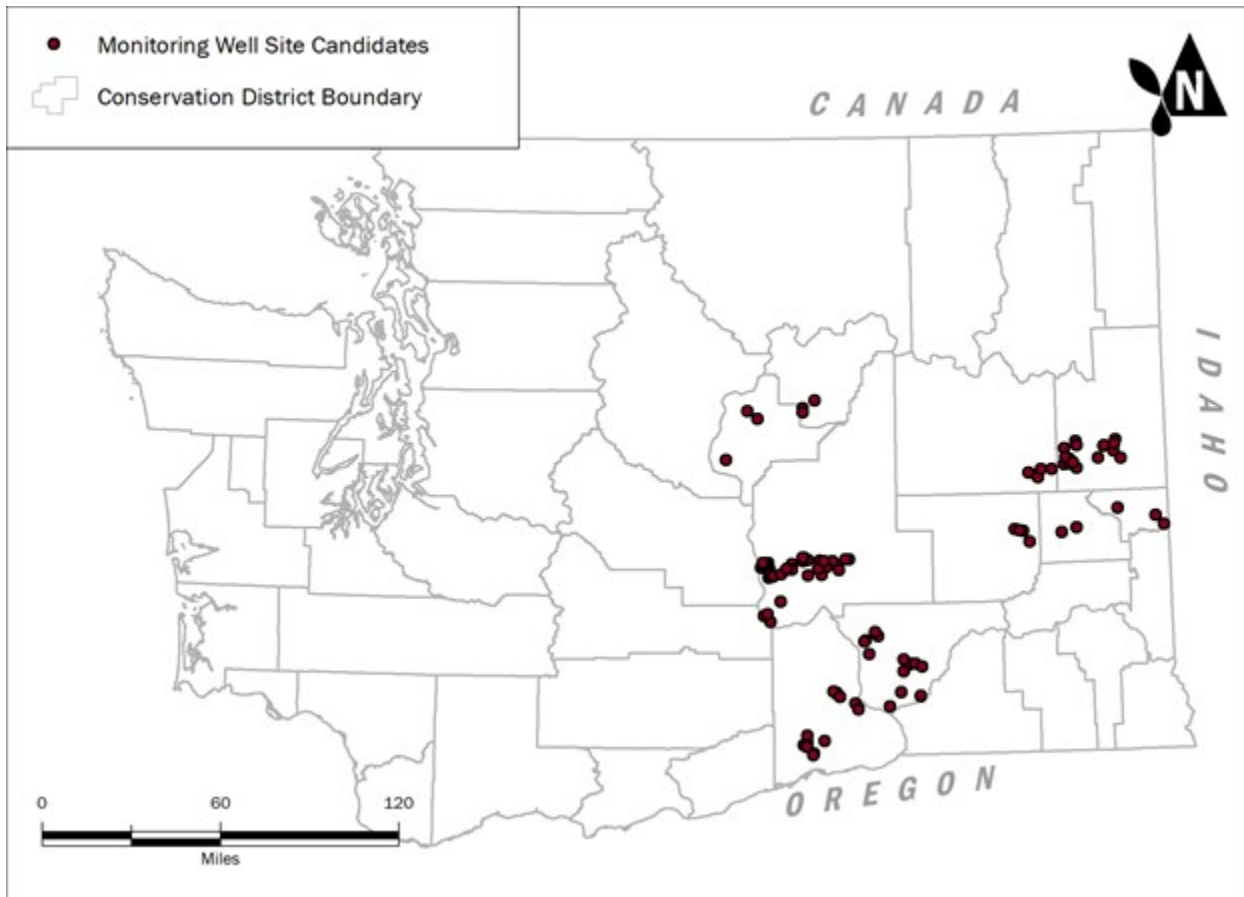 Monitoring Well Site Candidates
Conservation District Boundary
CANADA
N
IDAHO
OREGON
0 60 120
Miles